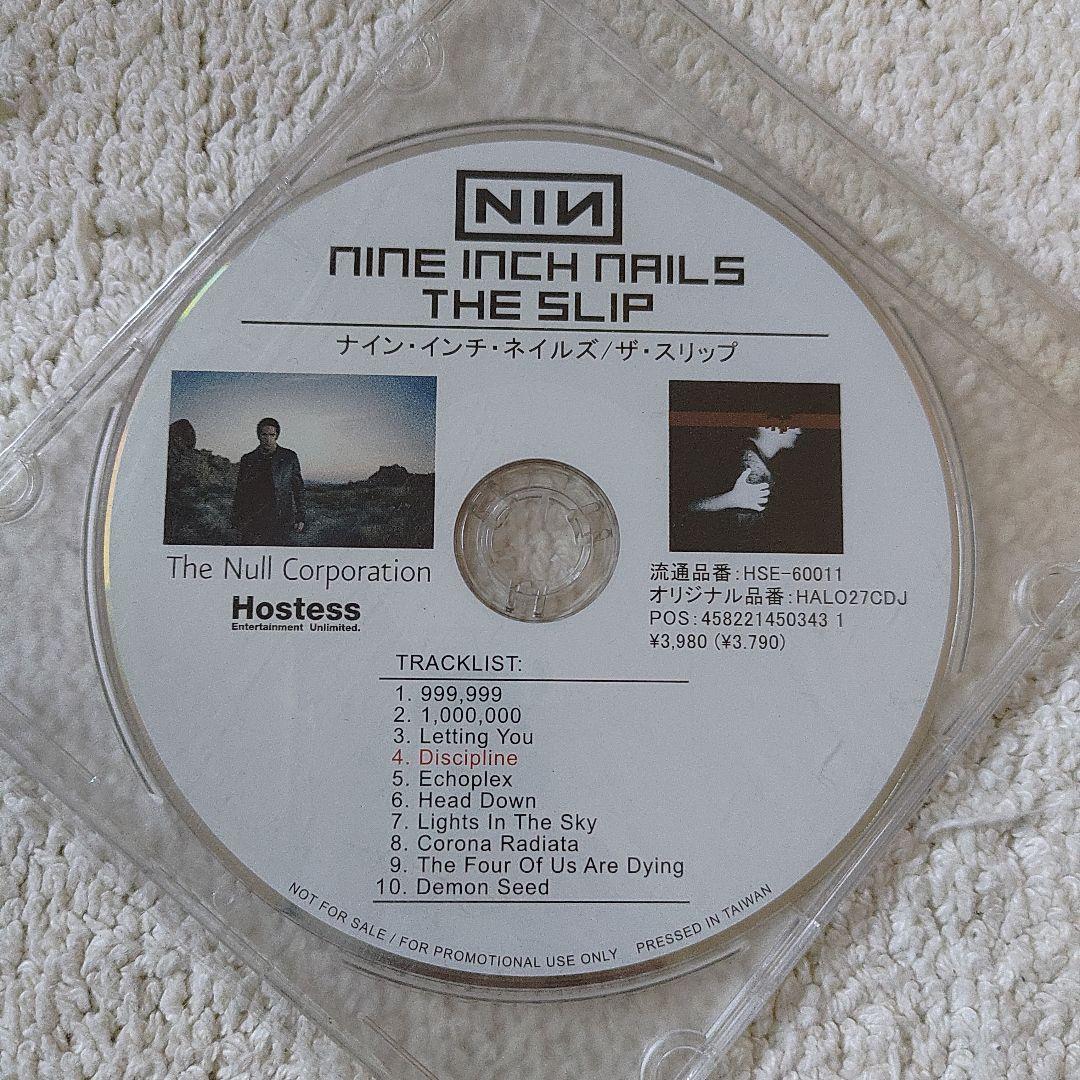 NIN
NINE INCH NAILS
THE SLIP
ナイン・インチ・ネイルズ/ザ・スリップ
The Null Corporation
Hostess
Entertainment Unlimited.
流通品番:HSE-60011
オリジナル品番:HALO27CDJ
POS:458221450343 1
¥3,980 (¥3.790)
TRACKLIST:
1. 999,999
2. 1,000,000
3. Letting You
4. Discipline
5. Echoplex
6. Head Down
7. Lights In The Sky
8. Corona Radiata
9. The Four Of Us Are Dying
10. Demon Seed
NOT FOR SALE / FOR PROMOTIONAL USE ONLY PRESSED IN TAIWAN